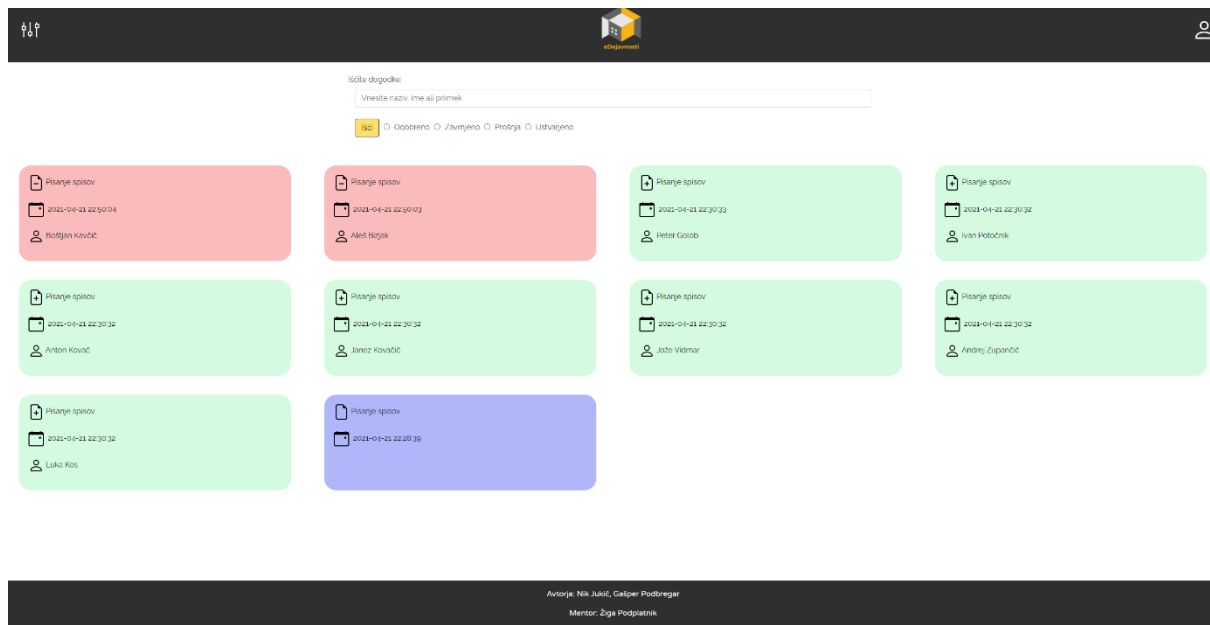 eDejavnosti
Iščite dogodke:
Vnesite naziv, ime ali priimek
Išči Odobreno Zavrnjeno Prošnja Ustvarjeno
Pisanje spisov
2021-04-21 22:50:04
Boštjan Kavčič
Pisanje spisov
2021-04-21 22:50:03
Aleš Bizjak
Pisanje spisov
2021-04-21 22:30:33
Peter Golob
Pisanje spisov
2021-04-21 22:30:32
Ivan Potočnik
Pisanje spisov
2021-04-21 22:30:32
Anton Kovač
Pisanje spisov
2021-04-21 22:30:32
Janez Kovačič
Pisanje spisov
2021-04-21 22:30:32
Jože Vidmar
Pisanje spisov
2021-04-21 22:30:32
Andrej Zupančič
Pisanje spisov
2021-04-21 22:30:32
Luka Kos
Pisanje spisov
2021-04-21 22:28:39
Avtorja: Nik Jukič, Gašper Podbregar
Mentor: Žiga Podplatnik